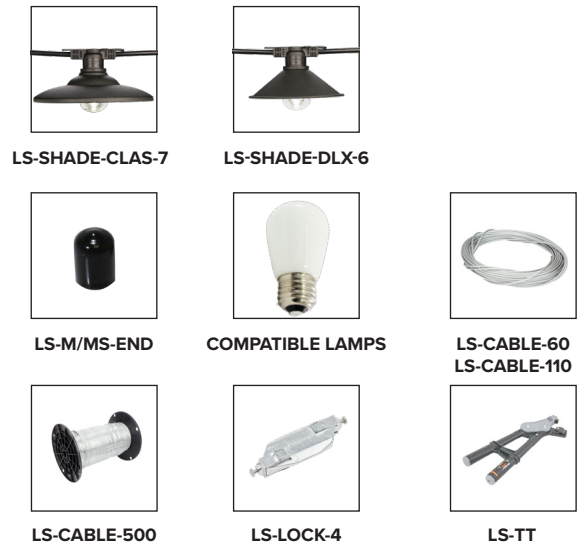 LS-SHADE-CLAS-7
LS-SHADE-DLX-6
LS-M/MS-END
COMPATIBLE LAMPS
LS-CABLE-60
LS-CABLE-110
LS-CABLE-500
LS-LOCK-4
LS-TT